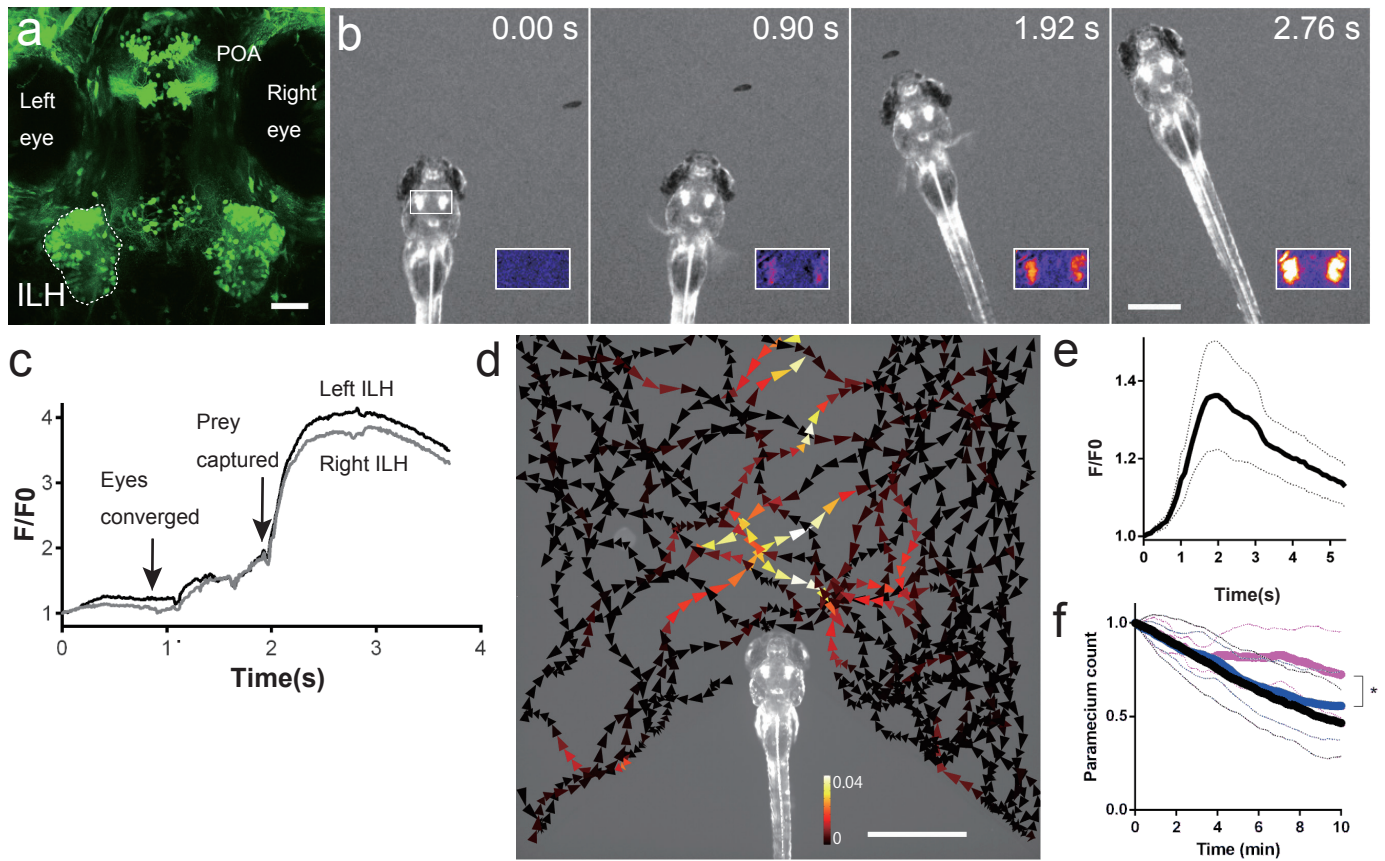 a
POA
Left
eye
Right
eye
ILH
b
0.00 s
0.90 s
1.92 s
2.76 s
c
F/F0
4
3
2
1
0
1
2
3
4
Time(s)
Eyes
converged
Prey
captured
Left ILH
Right ILH
d
0.04
0
e
F/F0
1.4
1.2
1.0
0
1
2
3
4
5
Time(s)
f
Paramecium count
1.0
0.5
0.0
0
2
4
6
8
10
Time (min)
*